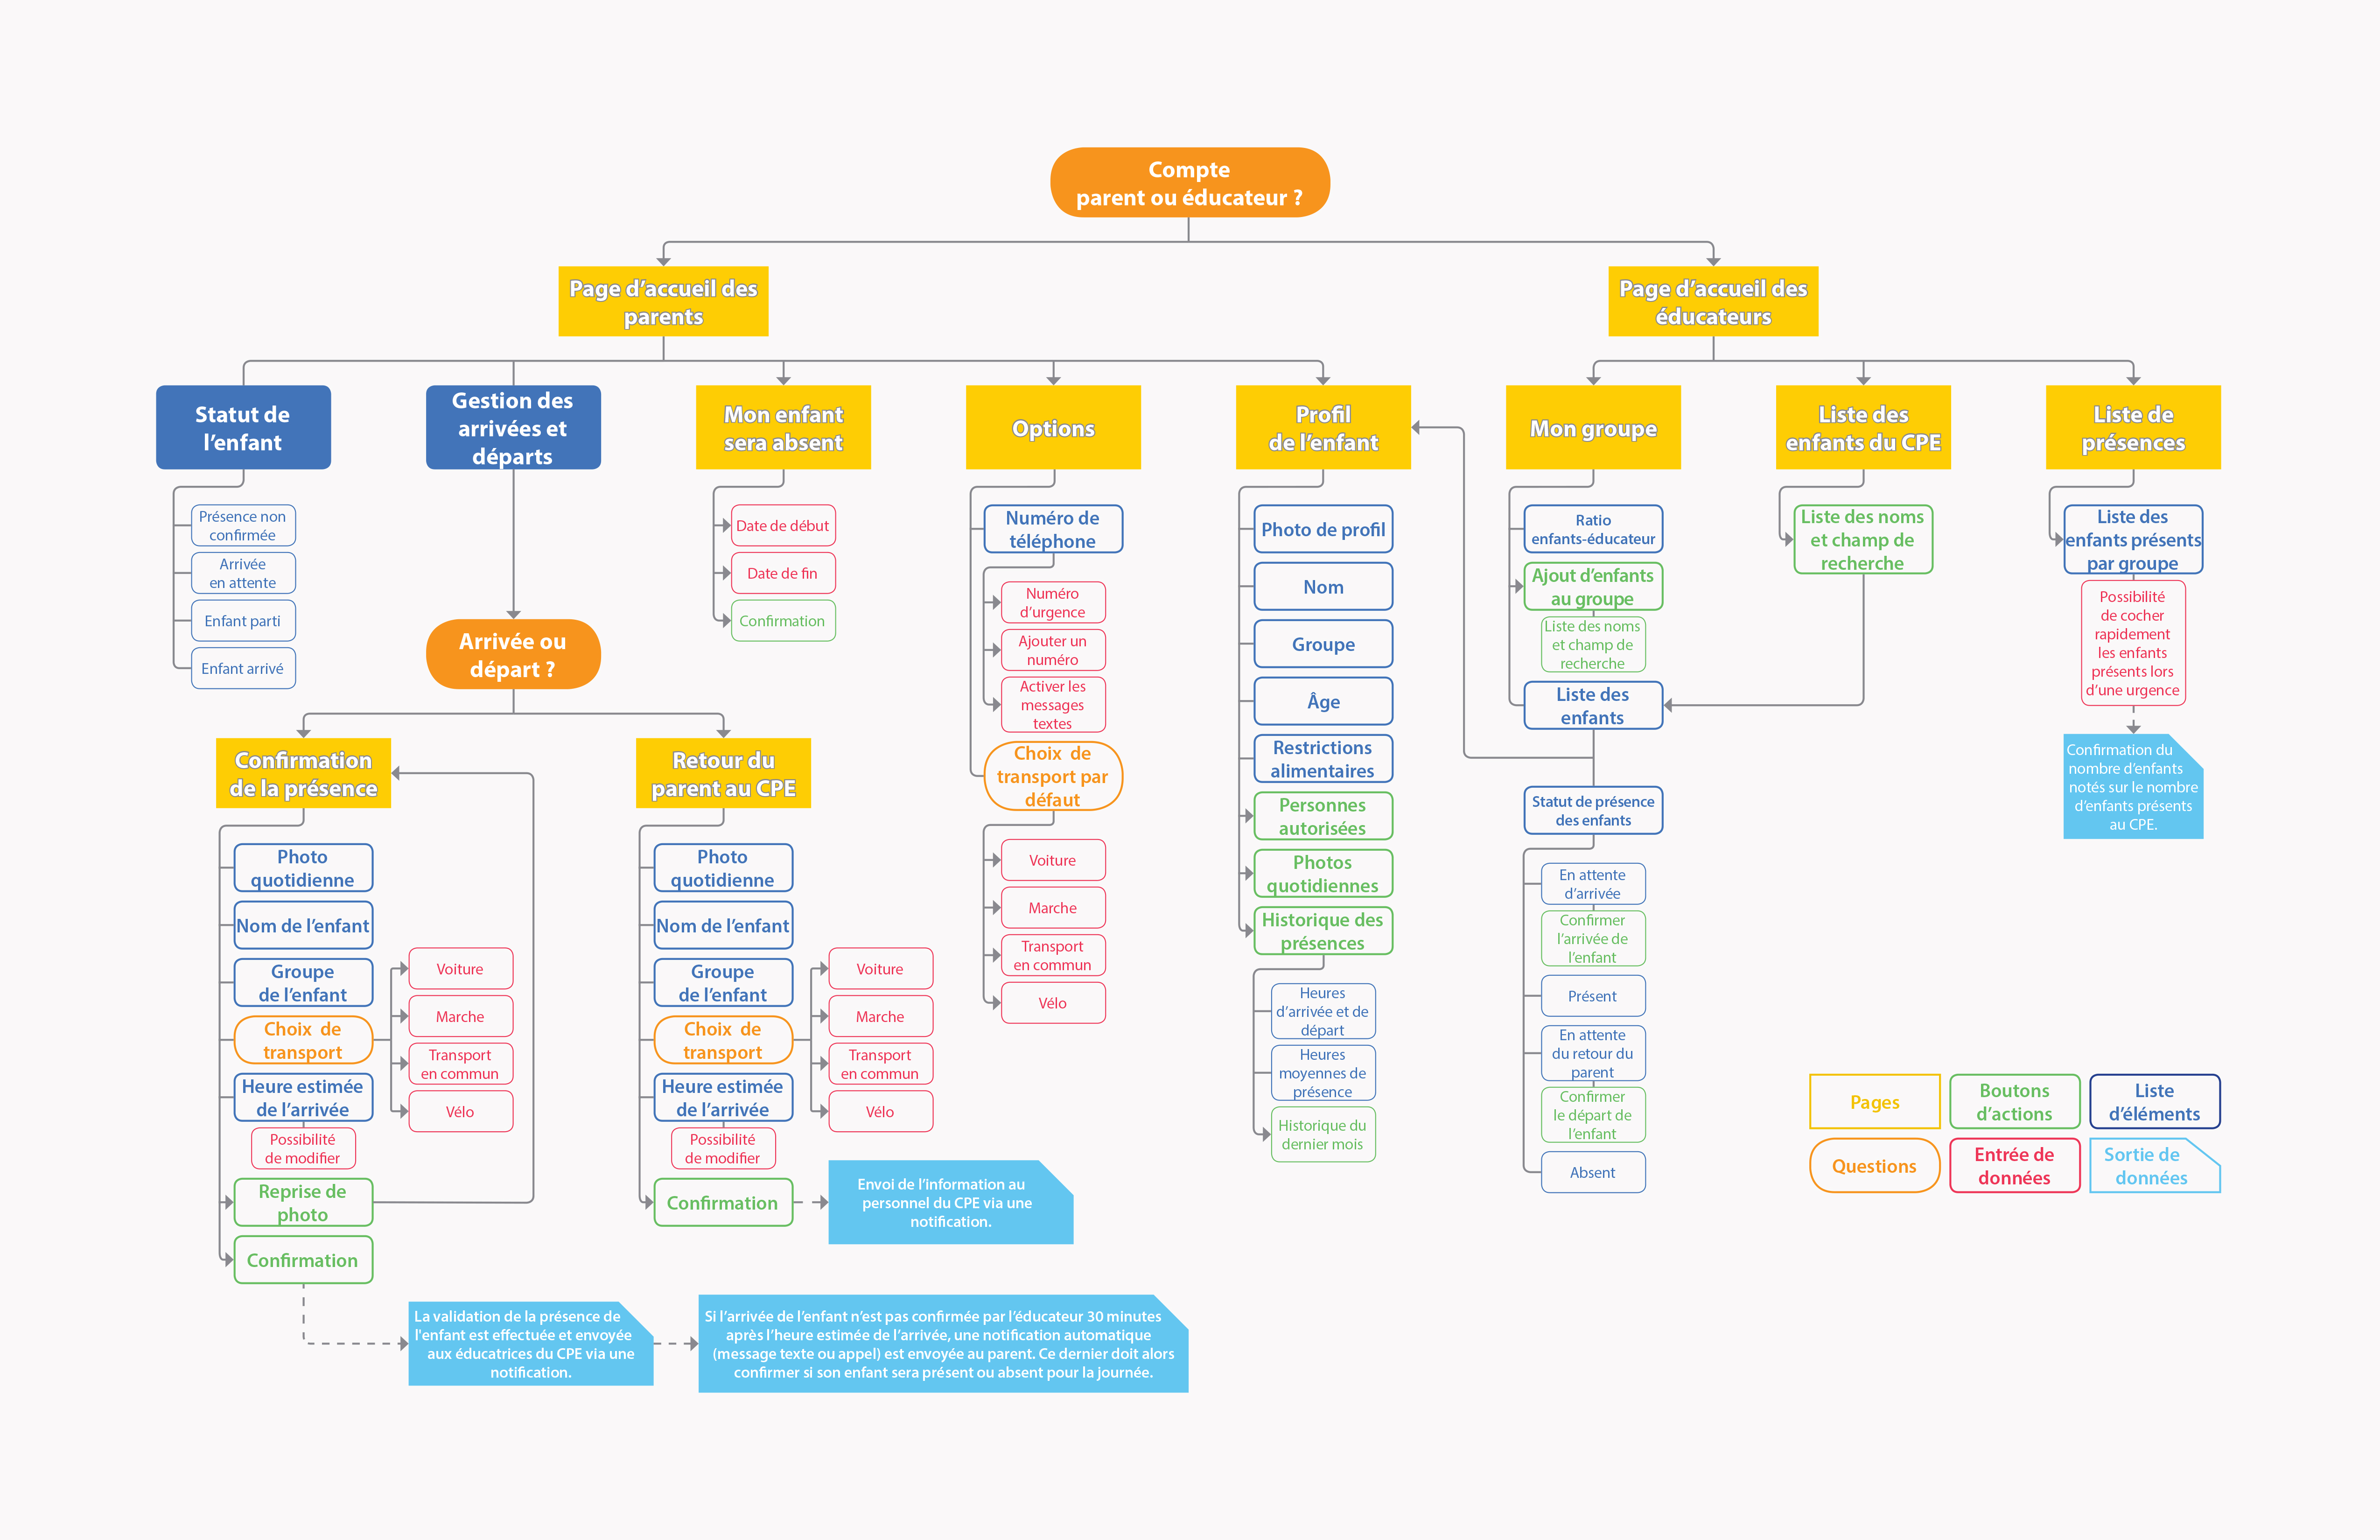 Compte
parent ou éducateur ?
Page d’accueil des
parents
Page d’accueil des
éducateurs
Statut de
l’enfant
Gestion des
arrivées et
départs
Mon enfant
sera absent
Options
Profil
de l’enfant
Mon groupe
Liste des
enfants du CPE
Liste de
présences
Présence non
confirmée
Arrivée
en attente
Enfant parti
Enfant arrivé
Arrivée ou
départ ?
Date de début
Date de fin
Confirmation
Numéro de
téléphone
Numéro
d’urgence
Ajouter un
numéro
Activer les
messages
textes
Choix de
transport par
défaut
Voiture
Marche
Transport
en commun
Vélo
Photo de profil
Nom
Groupe
Âge
Restrictions
alimentaires
Personnes
autorisées
Photos
quotidiennes
Historique des
présences
Heures
d’arrivée et de
départ
Heures
moyennes de
présence
Historique du
dernier mois
Ratio
enfants-éducateur
Ajout d’enfants
au groupe
Liste des noms
et champ de
recherche
Liste des
enfants
Statut de présence
des enfants
En attente
d’arrivée
Confirmer
l’arrivée de
l’enfant
Présent
En attente
du retour du
parent
Confirmer
le départ de
l’enfant
Absent
Liste des noms
et champ de
recherche
Liste des
enfants présents
par groupe
Possibilité
de cocher
rapidement
les enfants
présents lors
d’une urgence
Confirmation du
nombre d’enfants
notés sur le nombre
d’enfants présents
au CPE.
Confirmation
de la présence
Photo
quotidienne
Nom de l’enfant
Groupe
de l’enfant
Choix de
transport
Voiture
Marche
Transport
en commun
Vélo
Heure estimée
de l’arrivée
Possibilité
de modifier
Reprise de
photo
Confirmation
Retour du
parent au CPE
Photo
quotidienne
Nom de l’enfant
Groupe
de l’enfant
Choix de
transport
Voiture
Marche
Transport
en commun
Vélo
Heure estimée
de l’arrivée
Possibilité
de modifier
Confirmation
Envoi de l’information au
personnel du CPE via une
notification.
La validation de la présence de
l'enfant est effectuée et envoyée
aux éducatrices du CPE via une
notification.
Si l’arrivée de l’enfant n’est pas confirmée par l’éducateur 30 minutes
après l’heure estimée de l’arrivée, une notification automatique
(message texte ou appel) est envoyée au parent. Ce dernier doit alors
confirmer si son enfant sera présent ou absent pour la journée.
Pages
Boutons
d’actions
Liste
d’éléments
Questions
Entrée de
données
Sortie de
données